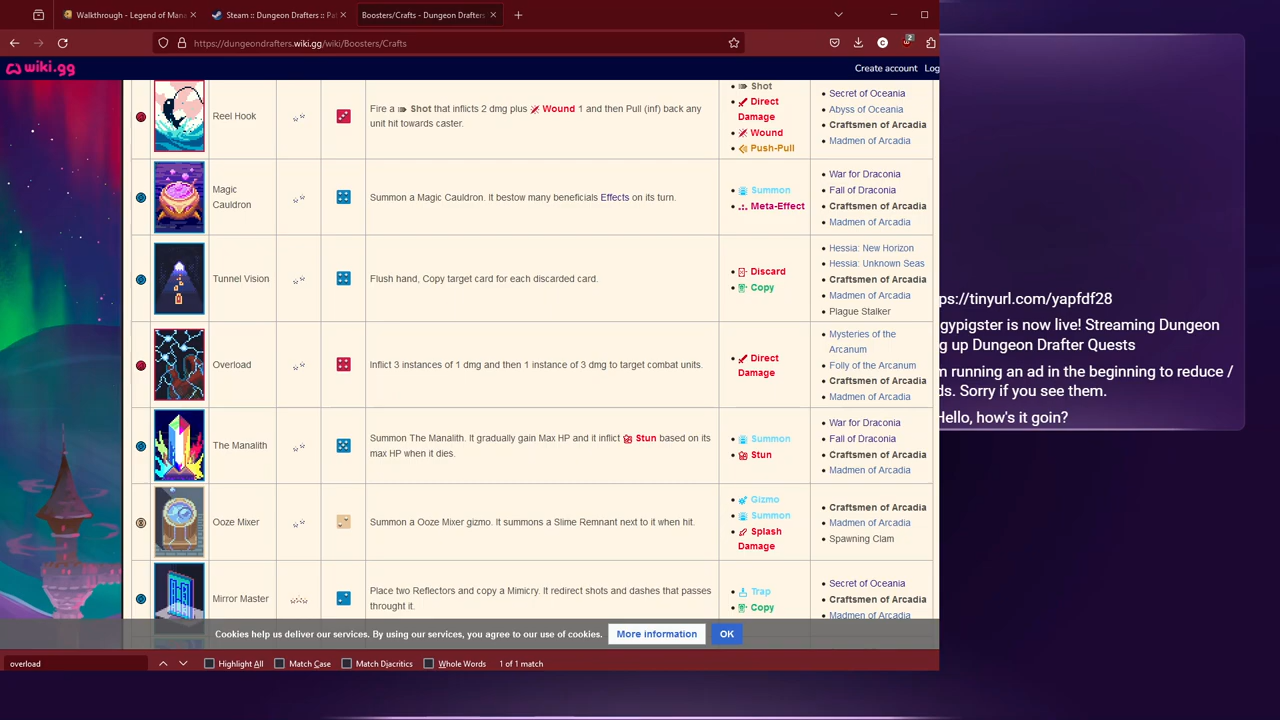 Walkthrough - Legend of Mana
Steam :: Dungeon Drafters :: Pat
Boosters/Crafts - Dungeon Drafters
https://dungeondrafters.wiki.gg/wiki/Boosters/Crafts
2
wiki.gg
Create account Log
Reel Hook
Fire a Shot that inflicts 2 dmg plus Wound 1 and then Pull (inf) back any
unit hit towards caster.
Shot
Direct
Damage
Wound
Push-Pull
Secret of Oceania
Abyss of Oceania
Craftsmen of Arcadia
Madmen of Arcadia
Magic
Cauldron
Summon a Magic Cauldron. It bestow many beneficials Effects on its turn.
Summon
Meta-Effect
War for Draconia
Fall of Draconia
Craftsmen of Arcadia
Madmen of Arcadia
Tunnel Vision
Flush hand, Copy target card for each discarded card.
Discard
Copy
Hessia: New Horizon
Hessia: Unknown Seas
Craftsmen of Arcadia
Madmen of Arcadia
Plague Stalker
Overload
Inflict 3 instances of 1 dmg and then 1 instance of 3 dmg to target combat units.
Direct
Damage
Mysteries of the
Arcanum
Folly of the Arcanum
Craftsmen of Arcadia
Madmen of Arcadia
The Manalith
Summon The Manalith. It gradually gain Max HP and it inflict Stun based on its
max HP when it dies.
Summon
Stun
War for Draconia
Fall of Draconia
Craftsmen of Arcadia
Madmen of Arcadia
Ooze Mixer
Summon a Ooze Mixer gizmo. It summons a Slime Remnant next to it when hit.
Gizmo
Summon
Splash
Damage
Craftsmen of Arcadia
Madmen of Arcadia
Spawning Clam
Mirror Master
Place two Reflectors and copy a Mimicry. It redirect shots and dashes that passes
throught it.
Trap
Copy
Secret of Oceania
Craftsmen of Arcadia
Madmen of Arcadia
Cookies help us deliver our services. By using our services, you agree to our use of cookies.
More information
OK
overload
Highlight All
Match Case
Match Diacritics
Whole Words
1 of 1 match
ps://tinyurl.com/yapfdf28
gypigster is now live! Streaming Dungeon
g up Dungeon Drafter Quests
m running an ad in the beginning to reduce /
ds. Sorry if you see them.
Hello, how's it goin?